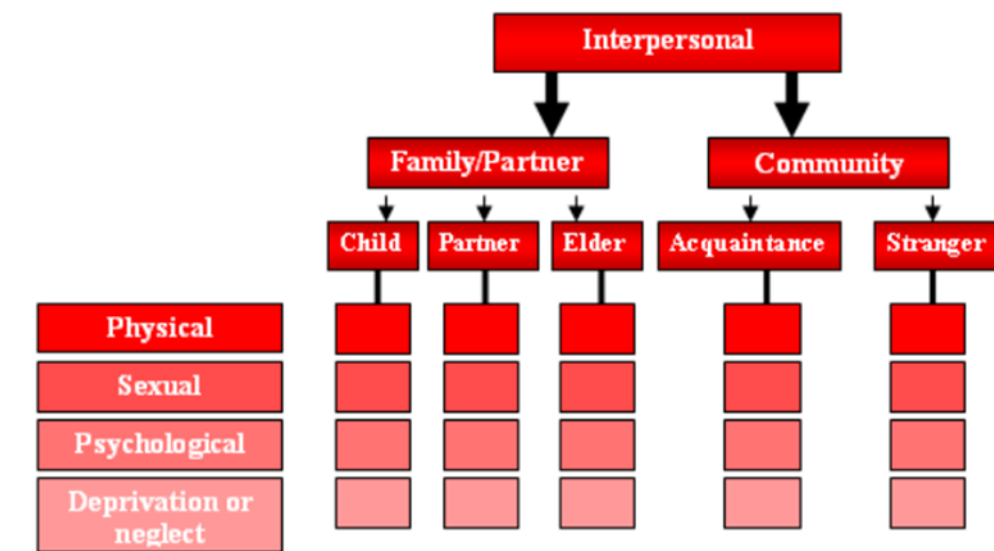 Interpersonal
Family/Partner
Community
Child
Partner
Elder
Acquaintance
Stranger
Physical
Sexual
Psychological
Deprivation or
neglect